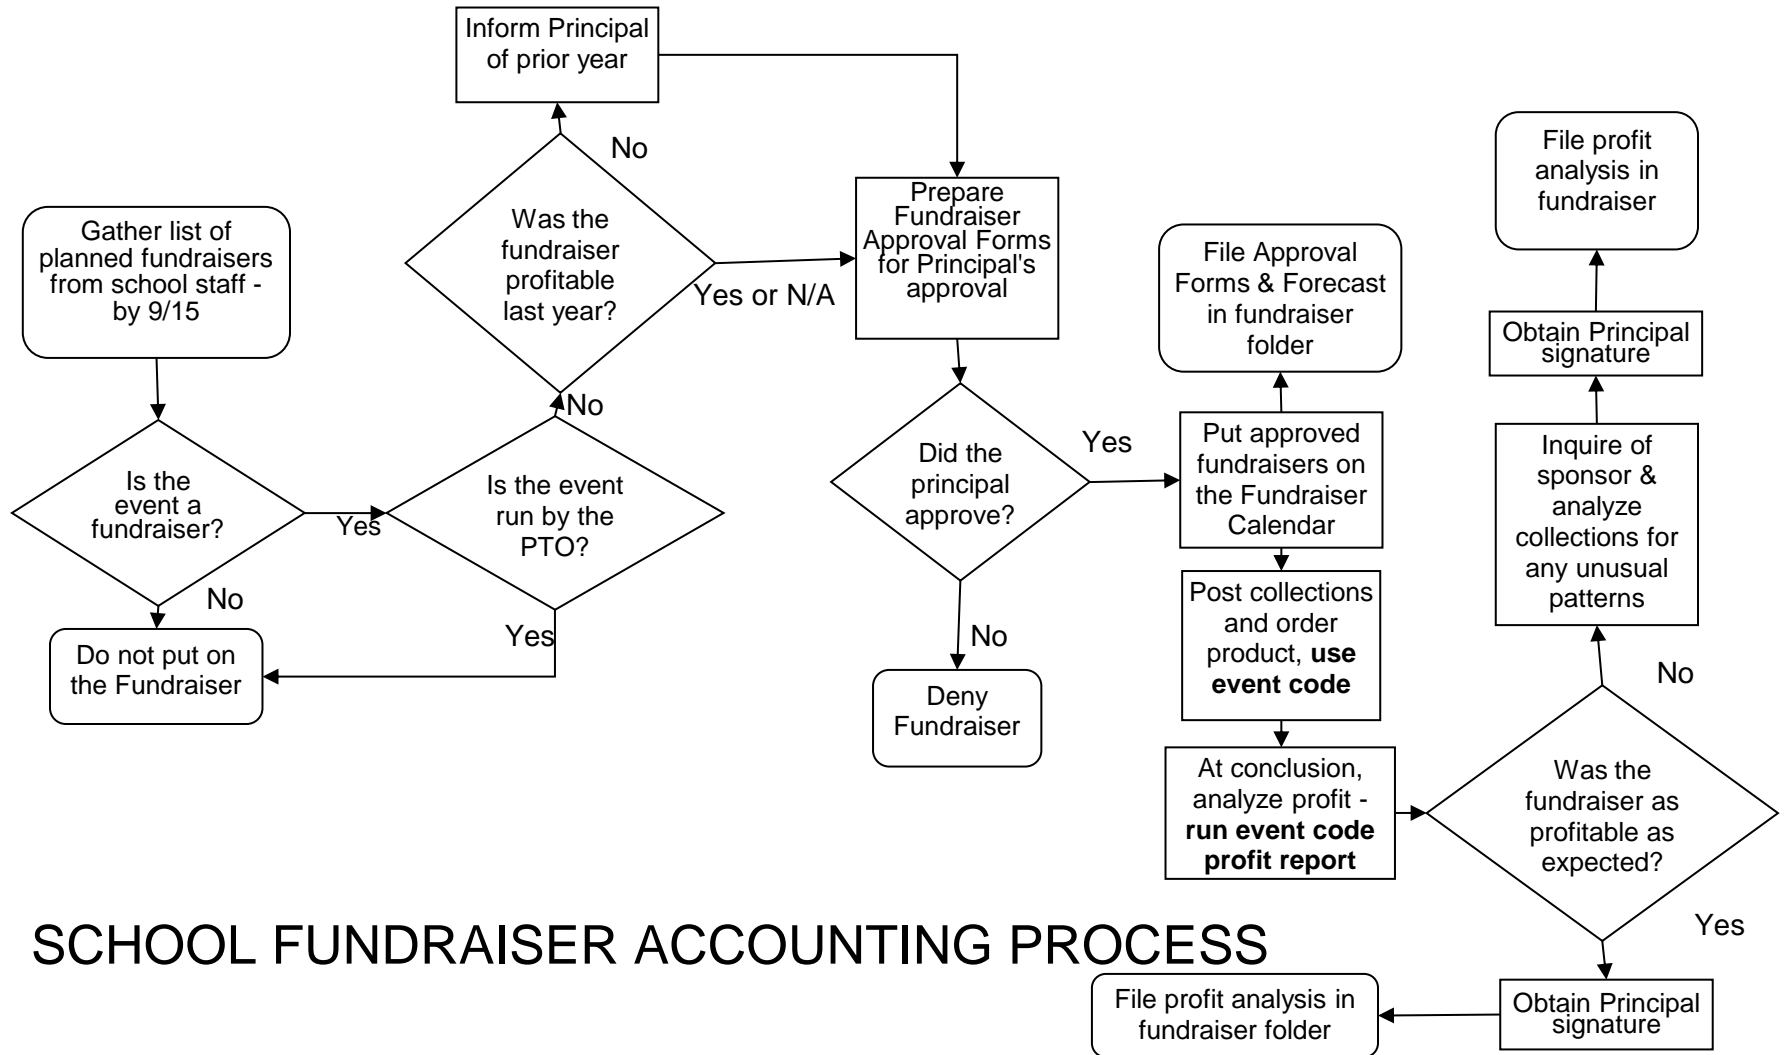 Inform Principal
of prior year
No
Was the
fundraiser
profitable
last year?
Yes or N/A
Gather list of
planned fundraisers
from school staff -
by 9/15
Is the
event a
fundraiser?
Yes
No
Do not put on
the Fundraiser
Is the event
run by the
PTO?
No
Yes
Prepare
Fundraiser
Approval Forms
for Principal's
approval
Did the
principal
approve?
Yes
No
Deny
Fundraiser
File Approval
Forms & Forecast
in fundraiser
folder
Put approved
fundraisers on
the Fundraiser
Calendar
Post collections
and order
product, use
event code
At conclusion,
analyze profit -
run event code
profit report
Was the
fundraiser as
profitable as
expected?
No
Inquire of
sponsor &
analyze
collections for
any unusual
patterns
Obtain Principal
signature
File profit
analysis in
fundraiser
Yes
Obtain Principal
signature
File profit analysis in
fundraiser folder
SCHOOL FUNDRAISER ACCOUNTING PROCESS